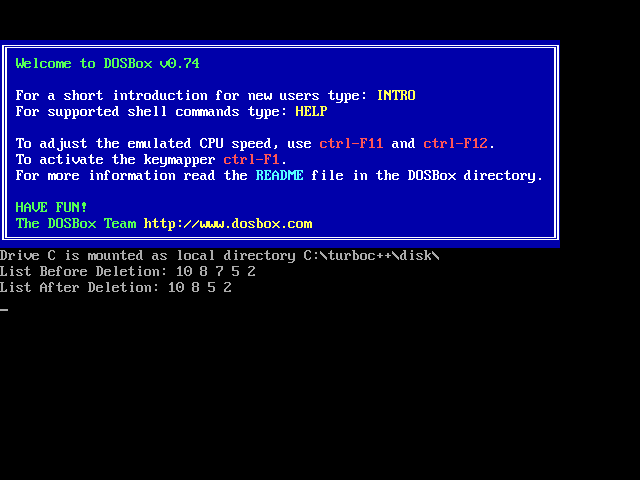 Welcome to DOSBox v0.74
For a short introduction for new users type: INTRO
For supported shell commands type: HELP
To adjust the emulated CPU speed, use ctrl-F11 and ctrl-F12.
To activate the keymapper ctrl-F1.
For more information read the README file in the DOSBox directory.
HAVE FUN!
The DOSBox Team http://www.dosbox.com
Drive C is mounted as local directory C:\turboc++\disk\
List Before Deletion: 10 8 7 5 2
List After Deletion: 10 8 5 2